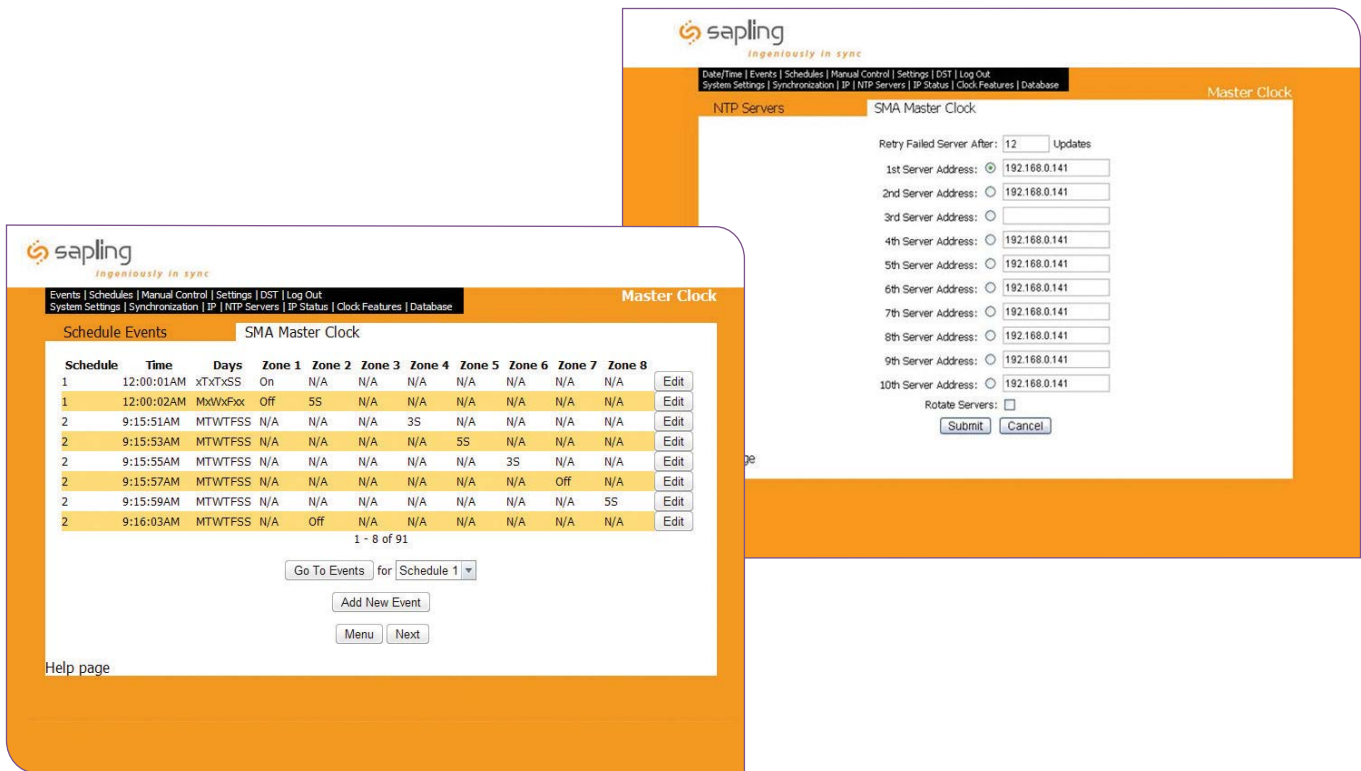 sapling
ingeniously in sync
Date/Time | Events | Schedules | Manual Control | Settings | DST | Log Out
System Settings | Synchronization | IP | NTP Servers | IP Status | Clock Features | Database
Master Clock
NTP Servers SMA Master Clock
Retry Failed Server After: 12 Updates
1st Server Address: 192.168.0.141
2nd Server Address: 192.168.0.141
3rd Server Address:
4th Server Address: 192.168.0.141
5th Server Address: 192.168.0.141
6th Server Address: 192.168.0.141
7th Server Address: 192.168.0.141
8th Server Address: 192.168.0.141
9th Server Address: 192.168.0.141
10th Server Address: 192.168.0.141
Rotate Servers:
Submit Cancel
sapling
ingeniously in sync
Events | Schedules | Manual Control | Settings | DST | Log Out
System Settings | Synchronization | IP | NTP Servers | IP Status | Clock Features | Database
Master Clock
Schedule Events SMA Master Clock
Schedule Time Days Zone 1 Zone 2 Zone 3 Zone 4 Zone 5 Zone 6 Zone 7 Zone 8
1 12:00:01AM xTxTxSS On N/A N/A N/A N/A N/A N/A N/A Edit
1 12:00:02AM MxWxFxx Off 5S N/A N/A N/A N/A N/A N/A Edit
2 9:15:51AM MTWTFSS N/A N/A N/A 3S N/A N/A N/A N/A Edit
2 9:15:53AM MTWTFSS N/A N/A N/A N/A 5S N/A N/A N/A Edit
2 9:15:55AM MTWTFSS N/A N/A N/A N/A N/A 3S N/A N/A Edit
2 9:15:57AM MTWTFSS N/A N/A N/A N/A N/A N/A Off N/A Edit
2 9:15:59AM MTWTFSS N/A N/A N/A N/A N/A N/A N/A 5S Edit
2 9:16:03AM MTWTFSS N/A Off N/A N/A N/A N/A N/A N/A Edit
1 - 8 of 91
Go To Events for Schedule 1
Add New Event
Menu Next
Help page